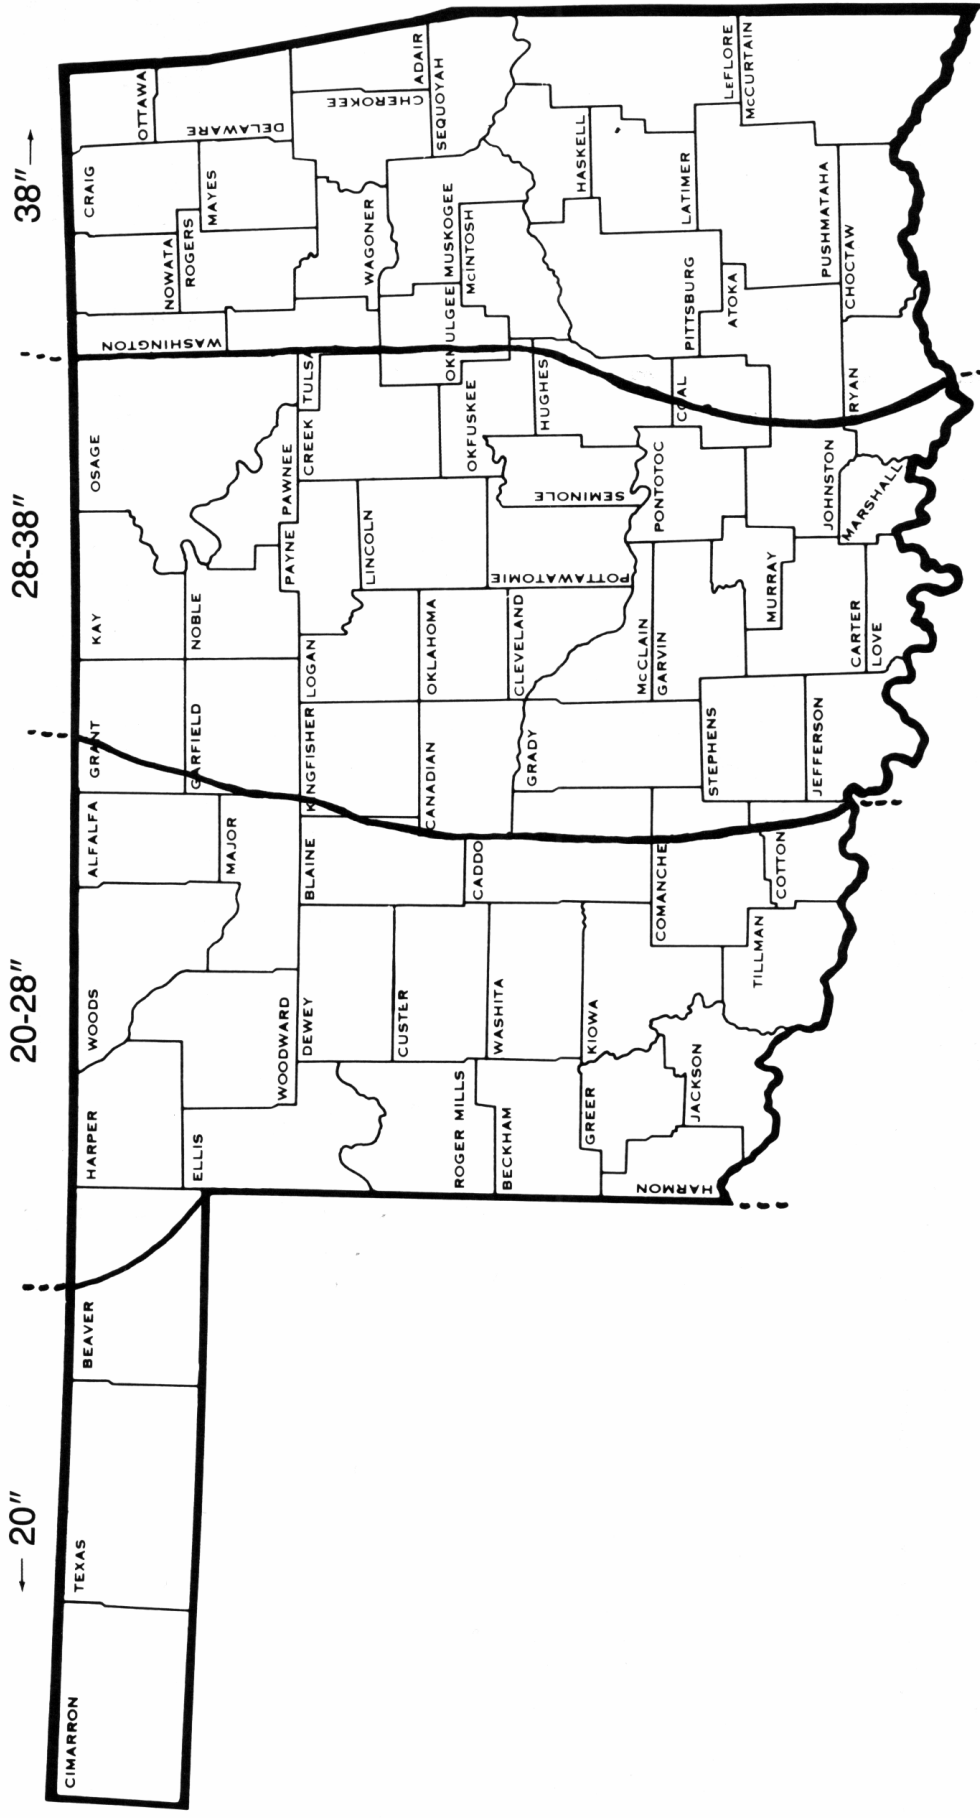 ← 20″
20-28″
28-38″
38″ →
CIMARRON
TEXAS
BEAVER
HARPER
WOODS
ALFALFA
GRANT
KAY
OSAGE
WASHINGTON
NOWATA
CRAIG
OTTAWA
ELLIS
WOODWARD
MAJOR
GARFIELD
NOBLE
PAWNEE
ROGERS
MAYES
DELAWARE
ROGER MILLS
DEWEY
BLAINE
KINGFISHER
LOGAN
PAYNE
CREEK
TULSA
WAGONER
CHEROKEE
ADAIR
CUSTER
CANADIAN
OKLAHOMA
LINCOLN
OKFUSKEE
OKMULGEE
MUSKOGEE
SEQUOYAH
BECKHAM
WASHITA
CADDO
GRADY
CLEVELAND
POTTAWATOMIE
SEMINOLE
HUGHES
McINTOSH
HASKELL
GREER
KIOWA
COMANCHE
McCLAIN
GARVIN
PONTOTOC
COAL
PITTSBURG
LATIMER
LEFLORE
HARMON
JACKSON
TILLMAN
COTTON
STEPHENS
JEFFERSON
MURRAY
CARTER
LOVE
JOHNSTON
MARSHALL
RYAN
ATOKA
PUSHMATAHA
CHOCTAW
McCURTAIN